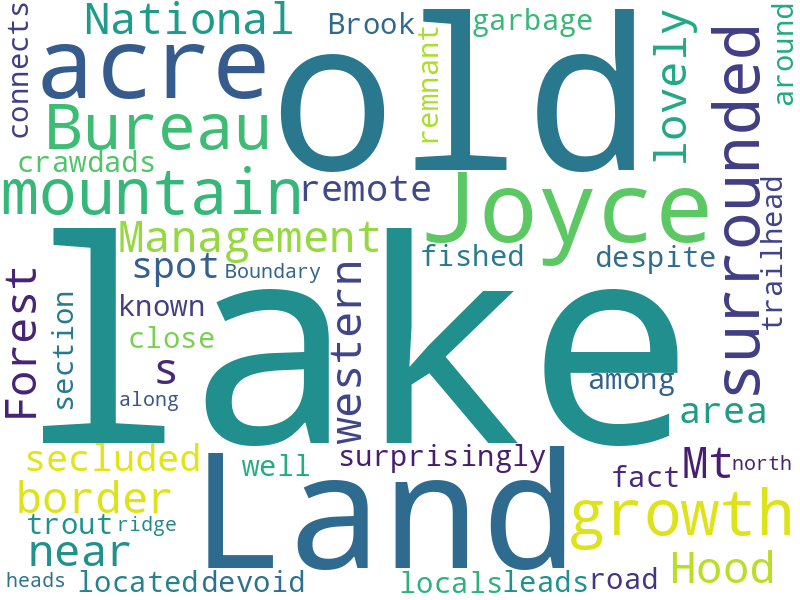 connects
National
Brook
garbage
around
acre
old
remnant
lovely
surrounded
Bureau
crawdads
mountain
remote
Joyce
trailhead
Management
fished
despite
spot
Boundary
Forest
section
known
western
close
s
lake
among
along
area
secluded
well
surprisingly
Land
fact
Mt
north
border
growth
trout
ridge
near
Hood
heads
located
devoid
locals
leads
road